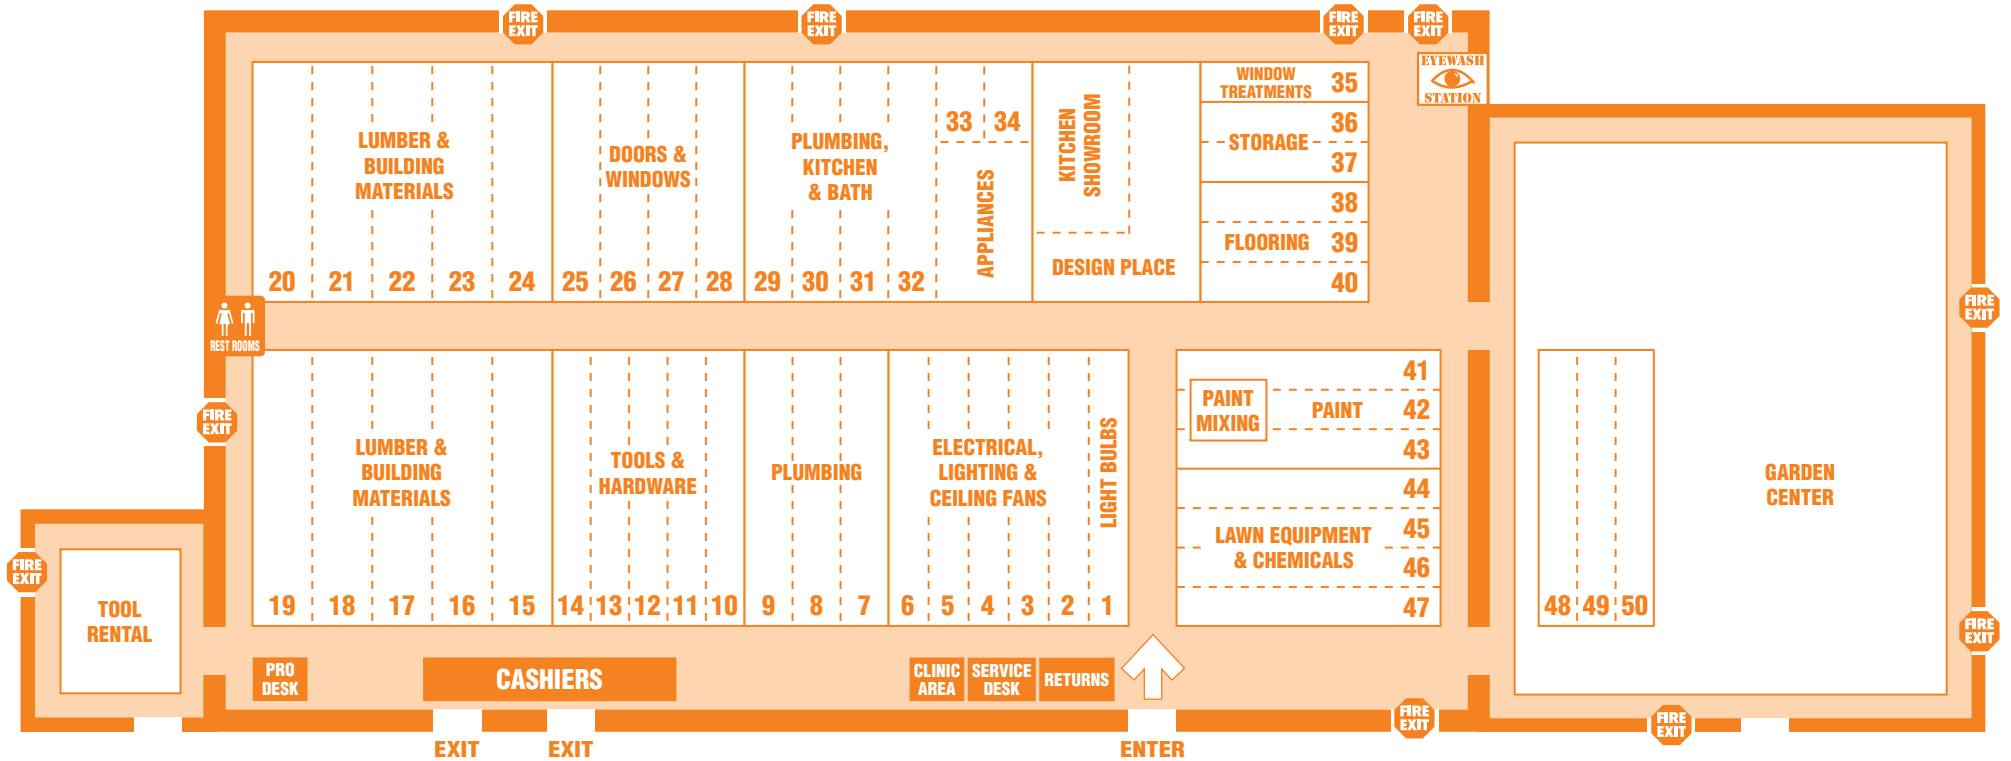 FIRE
EXIT
FIRE
EXIT
FIRE
EXIT
FIRE
EXIT
EYEWASH
STATION
LUMBER &
BUILDING
MATERIALS
20 21 22 23 24
DOORS &
WINDOWS
25 26 27 28
PLUMBING,
KITCHEN
& BATH
29 30 31 32
33 34
APPLIANCES
KITCHEN
SHOWROOM
DESIGN PLACE
WINDOW
TREATMENTS
35
36
STORAGE
37
38
FLOORING 39
40
REST ROOMS
FIRE
EXIT
FIRE
EXIT
LUMBER &
BUILDING
MATERIALS
19 18 17 16 15
TOOLS &
HARDWARE
14 13 12 11 10
PLUMBING
9 8 7
ELECTRICAL,
LIGHTING &
CEILING FANS
LIGHT BULBS
6 5 4 3 2 1
41
PAINT
MIXING
PAINT 42
43
44
LAWN EQUIPMENT
& CHEMICALS
45
46
47
48 49 50
GARDEN
CENTER
FIRE
EXIT
FIRE
EXIT
TOOL
RENTAL
PRO
DESK
CASHIERS
CLINIC
AREA
SERVICE
DESK
RETURNS
FIRE
EXIT
FIRE
EXIT
EXIT
EXIT
ENTER